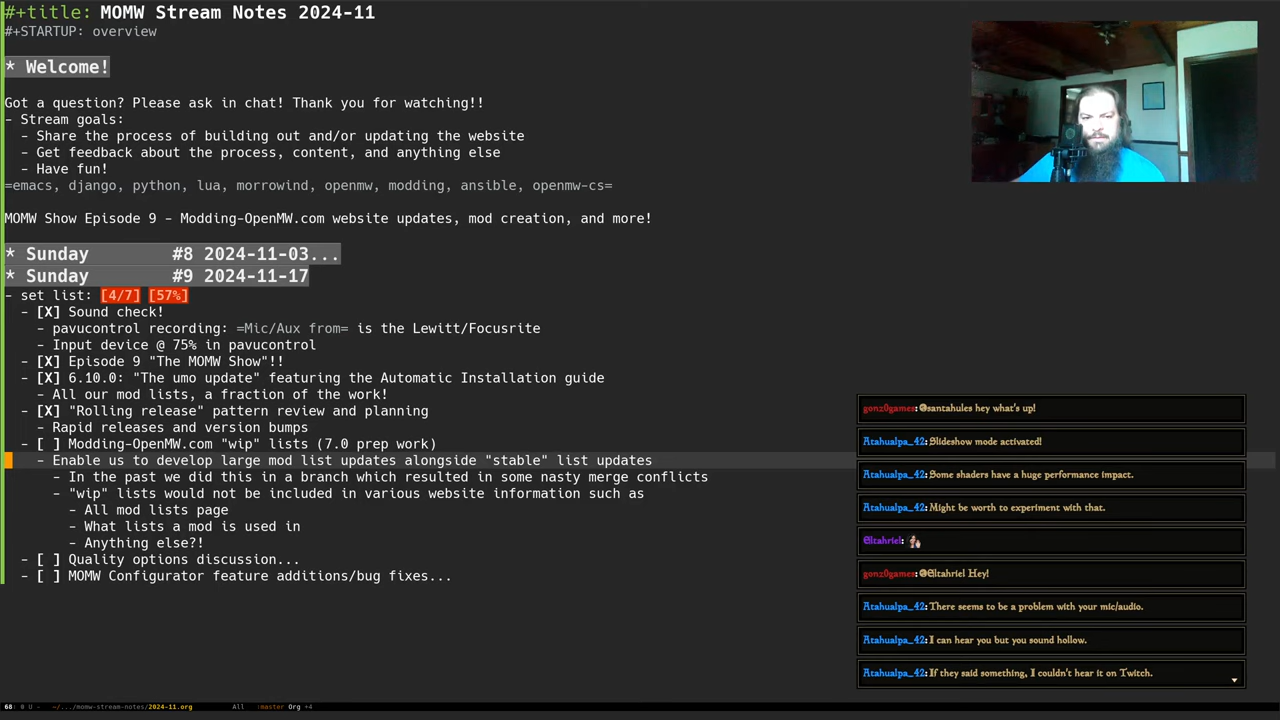 #+title: MOMW Stream Notes 2024-11
#+STARTUP: overview
* Welcome!
Got a question? Please ask in chat! Thank you for watching!!
- Stream goals:
- Share the process of building out and/or updating the website
- Get feedback about the process, content, and anything else
- Have fun!
=emacs, django, python, lua, morrowind, openmw, modding, ansible, openmw-cs=
MOMW Show Episode 9 - Modding-OpenMW.com website updates, mod creation, and more!
* Sunday #8 2024-11-03...
* Sunday #9 2024-11-17
- set list: [4/7] [57%]
- [X] Sound check!
- pavucontrol recording: =Mic/Aux from= is the Lewitt/Focusrite
- Input device @ 75% in pavucontrol
- [X] Episode 9 "The MOMW Show"!!
- [X] 6.10.0: "The umo update" featuring the Automatic Installation guide
- All our mod lists, a fraction of the work!
- [X] "Rolling release" pattern review and planning
- Rapid releases and version bumps
- [ ] Modding-OpenMW.com "wip" lists (7.0 prep work)
- Enable us to develop large mod list updates alongside "stable" list updates
- In the past we did this in a branch which resulted in some nasty merge conflicts
- "wip" lists would not be included in various website information such as
- All mod lists page
- What lists a mod is used in
- Anything else?!
- [ ] Quality options discussion...
- [ ] MOMW Configurator feature additions/bug fixes...
gonz0games: @santahules hey what's up!
Atahualpa_42: Slideshow mode activated!
Atahualpa_42: Some shaders have a huge performance impact.
Atahualpa_42: Might be worth to experiment with that.
Eltahriel:
gonz0games: @Eltahriel Hey!
Atahualpa_42: There seems to be a problem with your mic/audio.
Atahualpa_42: I can hear you but you sound hollow.
Atahualpa_42: If they said something, I couldn't hear it on Twitch.
68: 0 U ~ ~/.../momw-stream-notes/2024-11.org All :master Org +4